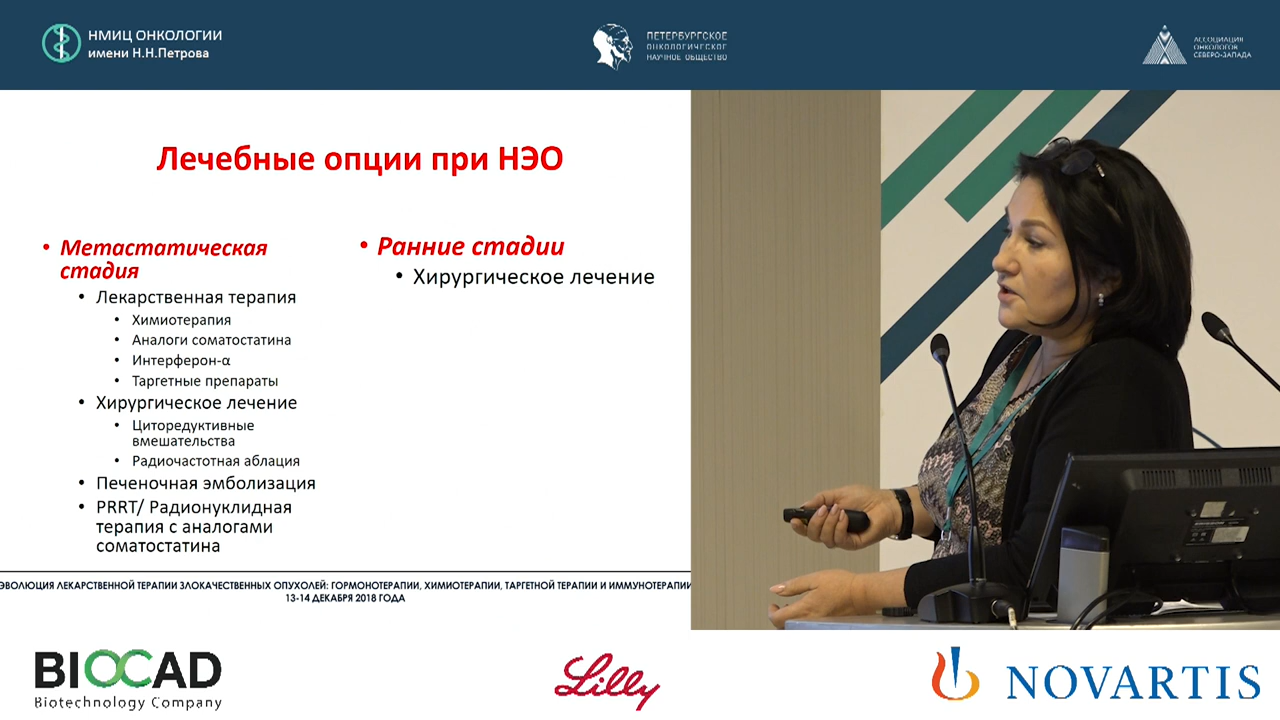 НМИЦ ОНКОЛОГИИ
имени Н.Н.Петрова
ПЕТЕРБУРГСКОЕ
ОНКОЛОГИЧЕСКОЕ
НАУЧНОЕ ОБЩЕСТВО
АССОЦИАЦИЯ
ОНКОЛОГОВ
СЕВЕРО-ЗАПАДА
Лечебные опции при НЭО
• Метастатическая
стадия
• Лекарственная терапия
• Химиотерапия
• Аналоги соматостатина
• Интерферон-α
• Таргетные препараты
• Хирургическое лечение
• Циторедуктивные
вмешательства
• Радиочастотная аблация
• Печеночная эмболизация
• PRRT/ Радионуклидная
терапия с аналогами
соматостатина
• Ранние стадии
• Хирургическое лечение
ЭВОЛЮЦИЯ ЛЕКАРСТВЕННОЙ ТЕРАПИИ ЗЛОКАЧЕСТВЕННЫХ ОПУХОЛЕЙ: ГОРМОНОТЕРАПИИ, ХИМИОТЕРАПИИ, ТАРГЕТНОЙ ТЕРАПИИ И ИММУНОТЕРАПИИ
13-14 ДЕКАБРЯ 2018 ГОДА
BIOCAD
Biotechnology Company
Lilly
NOVARTIS